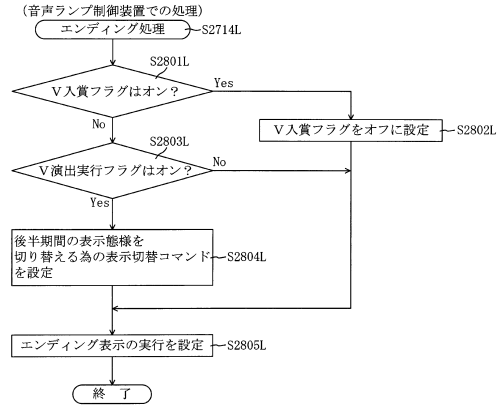 (音声ランプ制御装置での処理)
エンディング処理
S2714L
S2801L
V入賞フラグはオン？
Yes
No
V入賞フラグをオフに設定
S2802L
S2803L
V演出実行フラグはオン？
No
Yes
後半期間の表示態様を
切り替える為の表示切替コマンド
を設定
S2804L
エンディング表示の実行を設定
S2805L
終 了